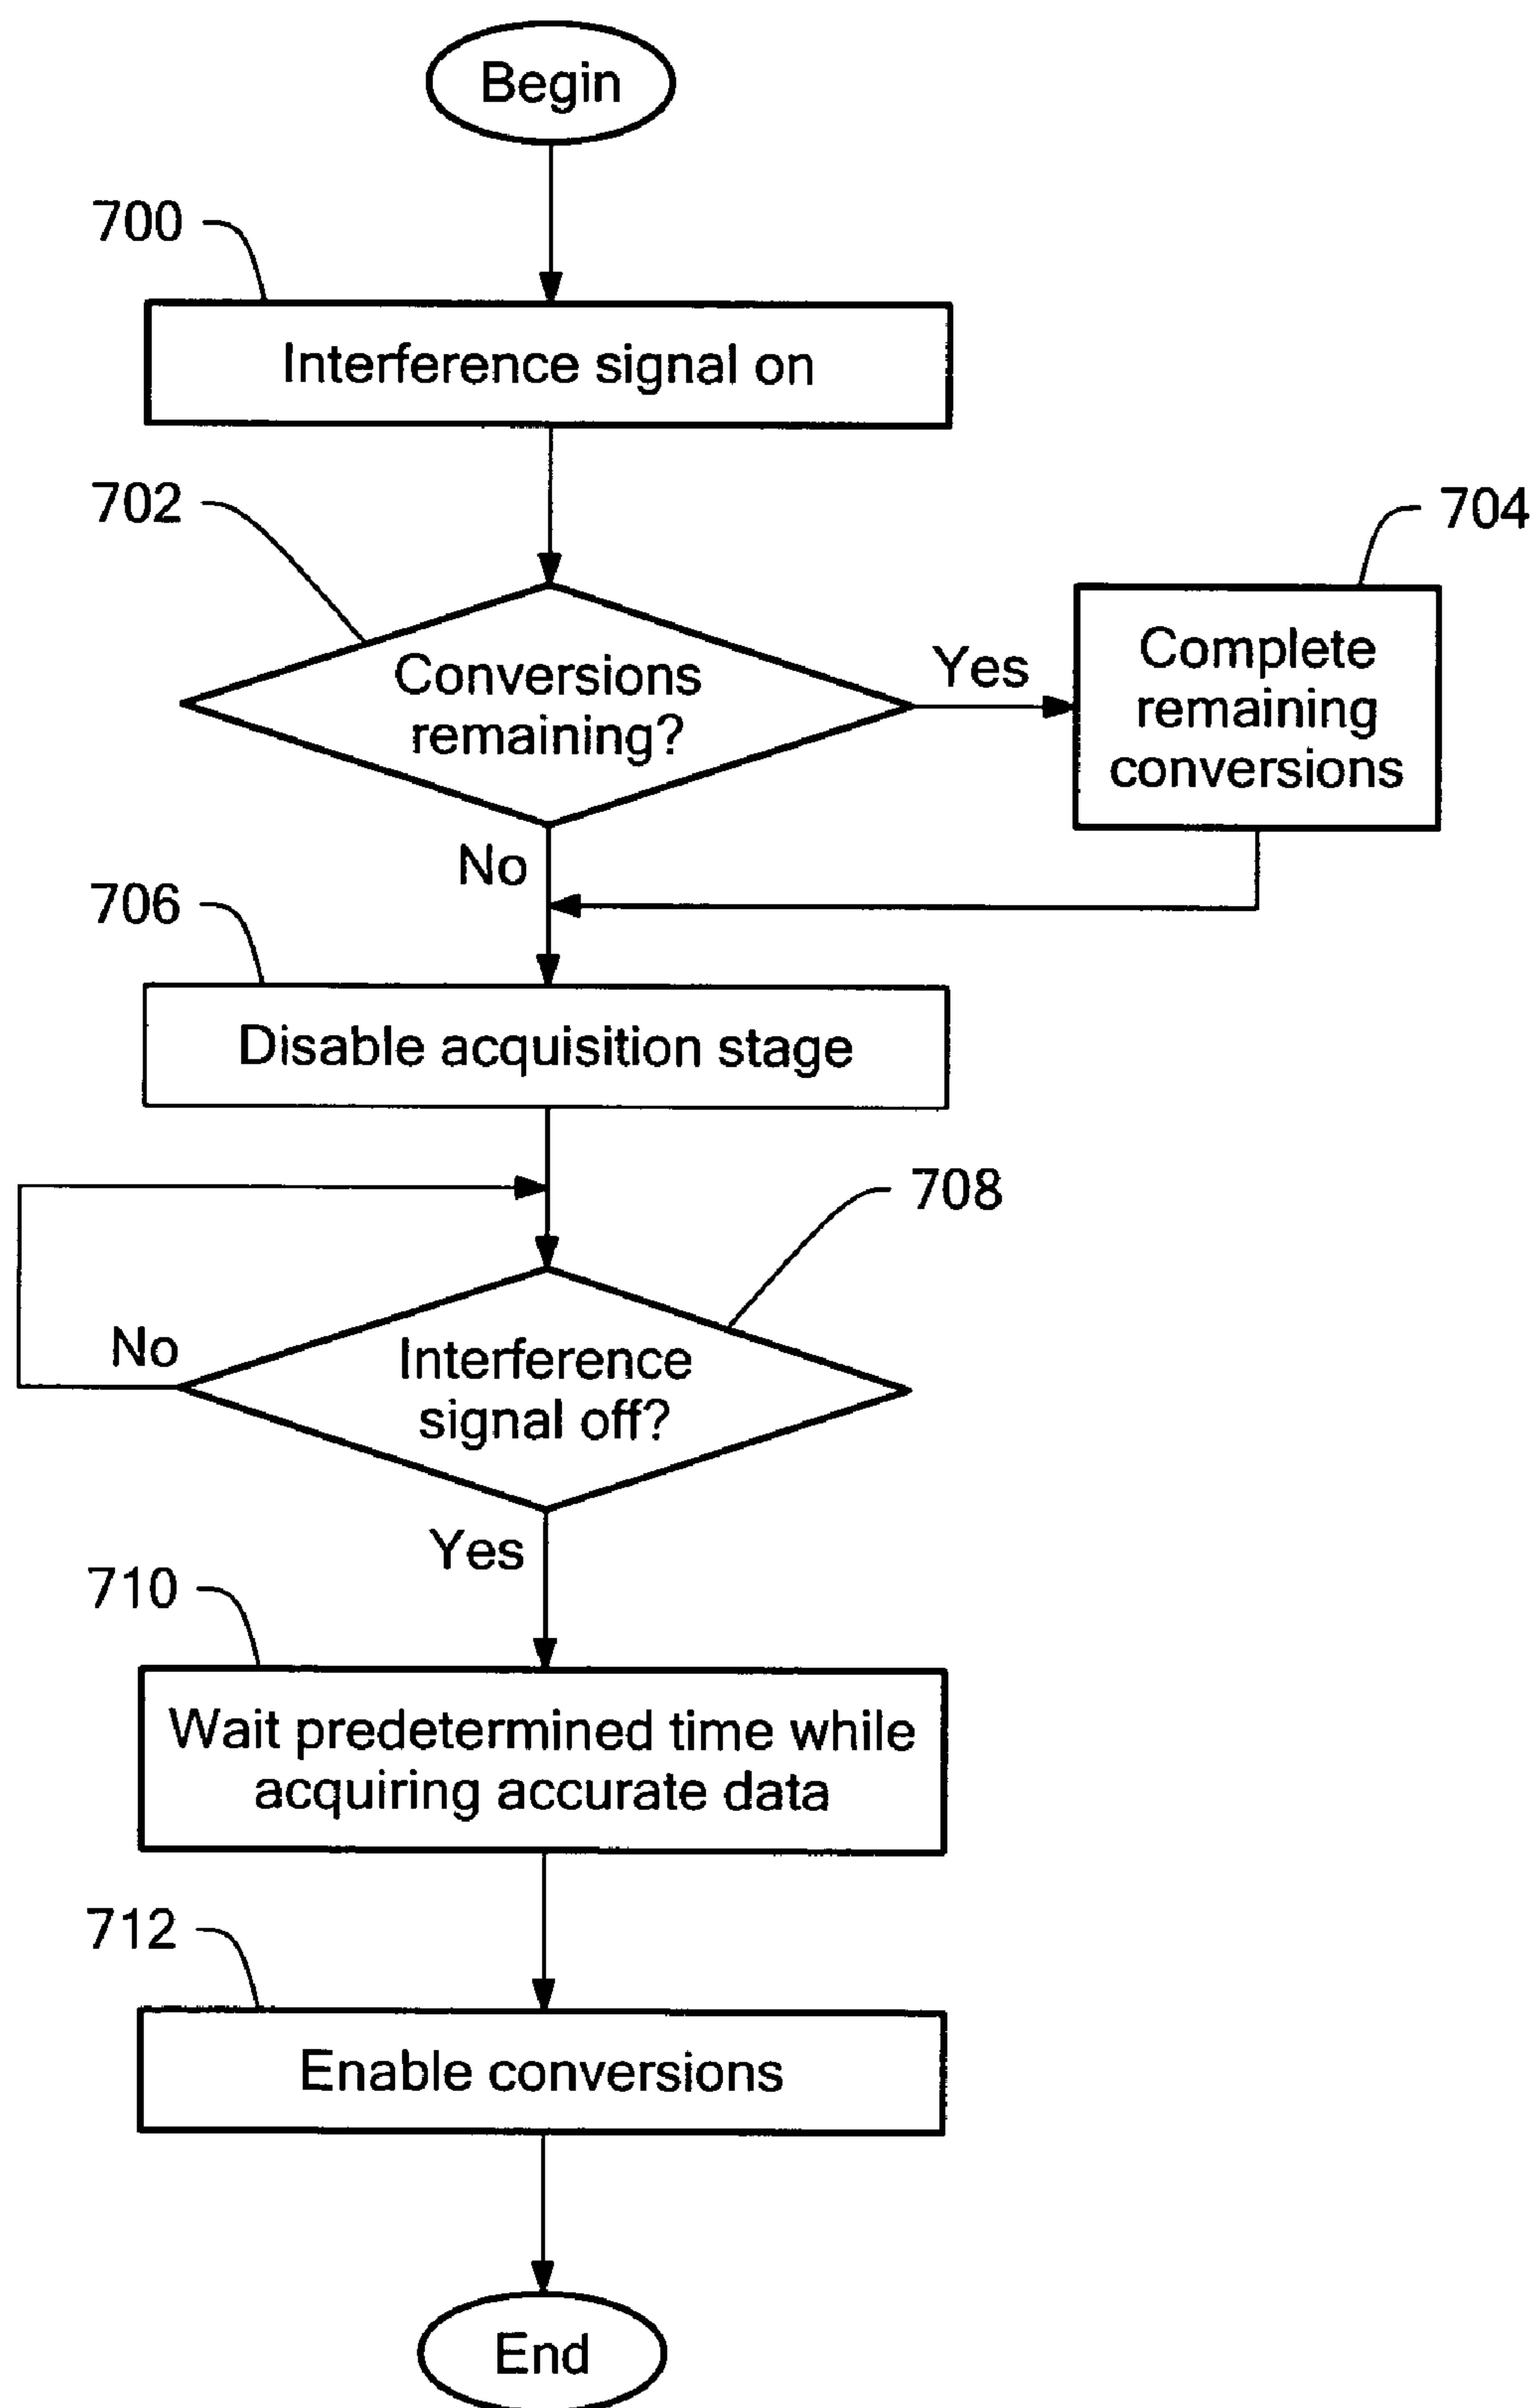 Begin
700
Interference signal on
702
704
Conversions
remaining?
Yes
Complete
remaining
conversions
No
706
Disable acquisition stage
708
No
Interference
signal off?
Yes
710
Wait predetermined time while
acquiring accurate data
712
Enable conversions
End